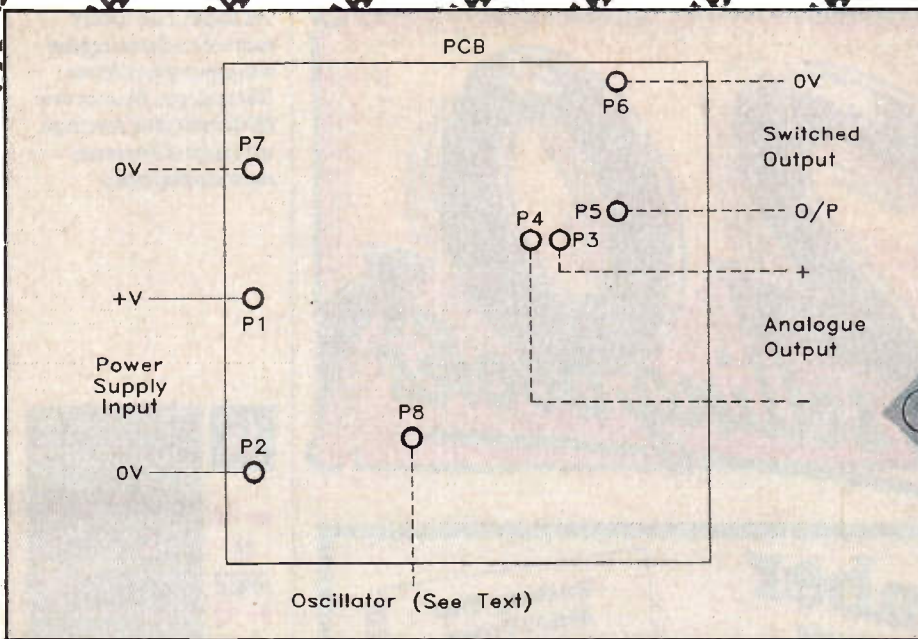 PCB
P6
0V
Switched
Output
P7
0V
P5
O/P
P4
P3
+
+V
P1
Analogue
Output
Power
Supply
Input
P8
–
P2
0V
Oscillator (See Text)